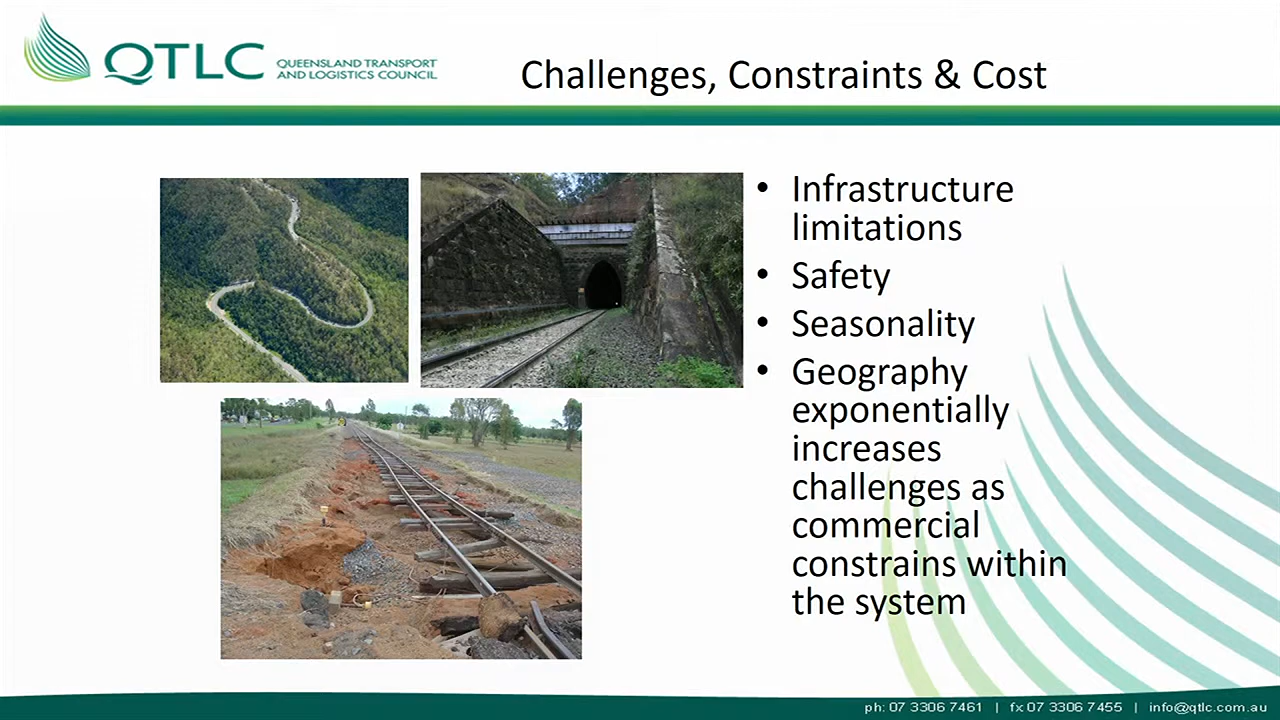 QTLC
QUEENSLAND TRANSPORT
AND LOGISTICS COUNCIL
Challenges, Constraints & Cost
• Infrastructure
limitations
• Safety
• Seasonality
• Geography
exponentially
increases
challenges as
commercial
constrains within
the system
ph: 07 3306 7461 | fx 07 3306 7455 | info@qtlc.com.au